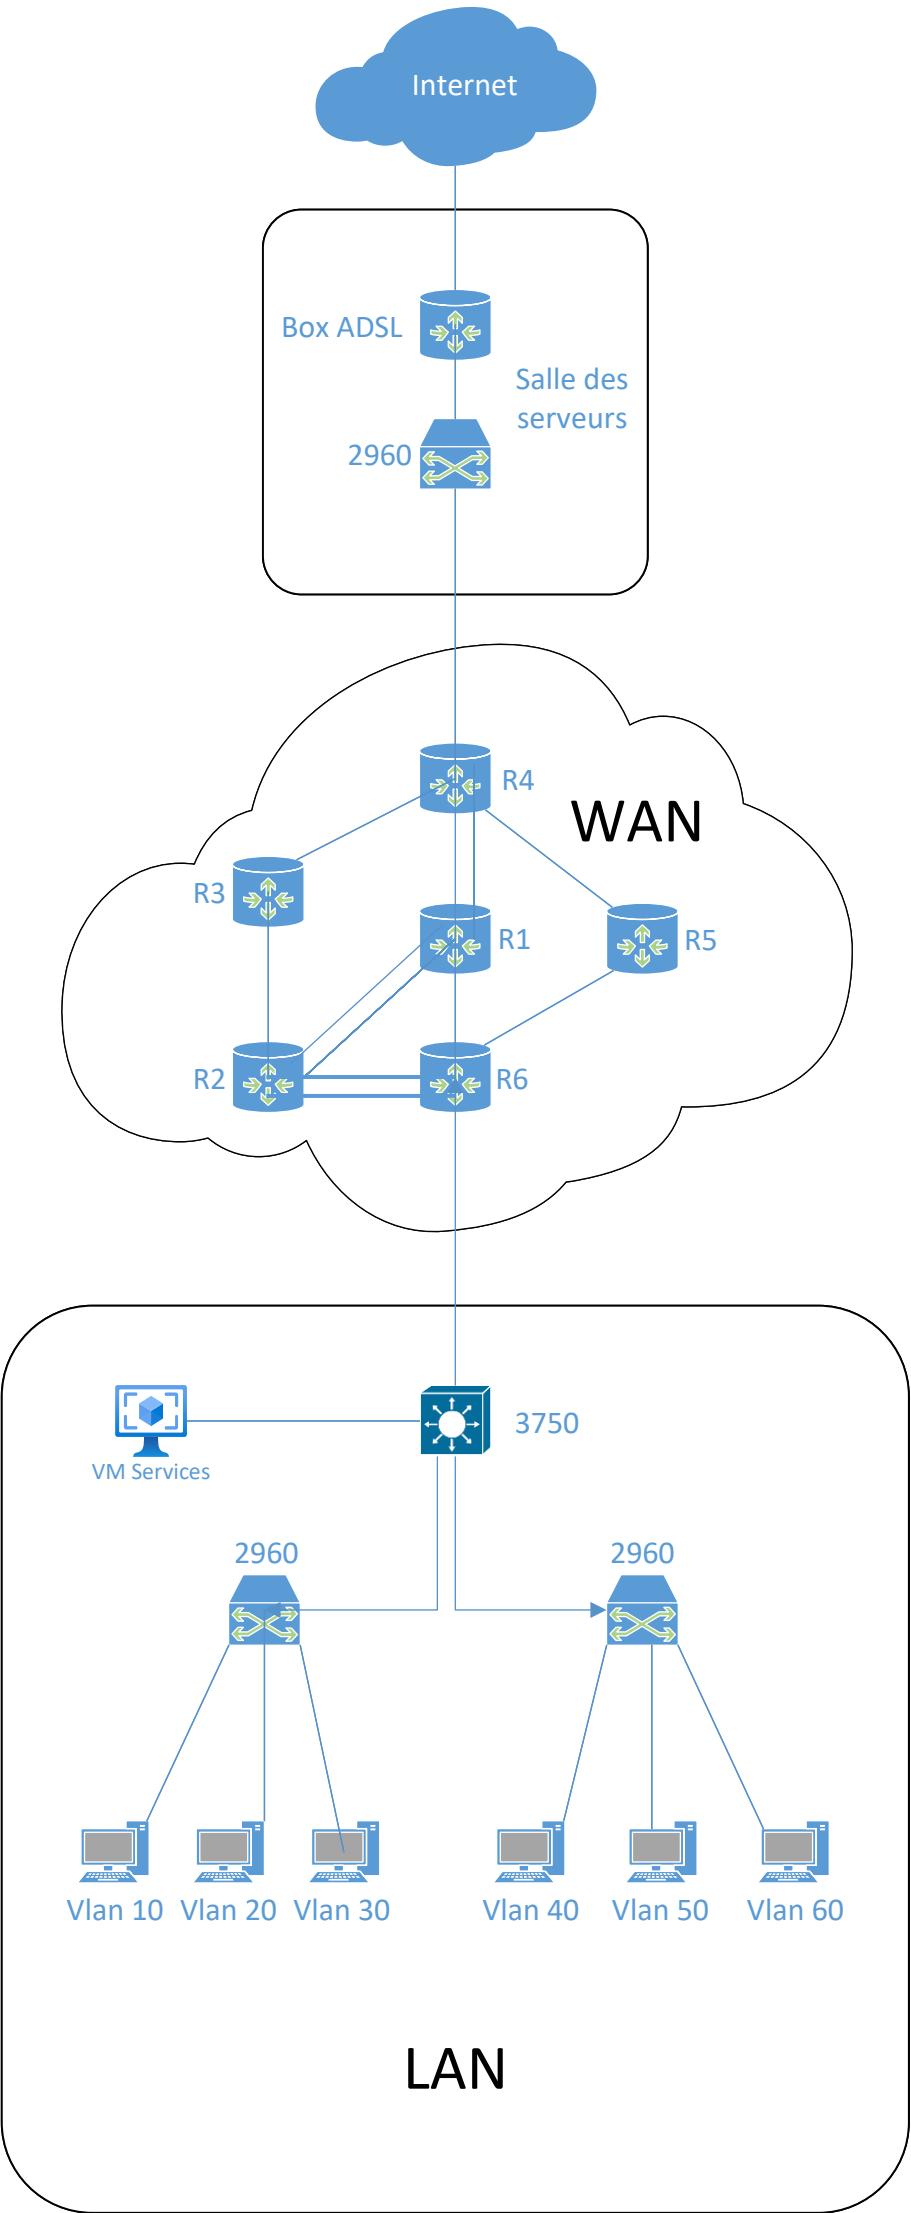 Internet
Box ADSL
Salle des
serveurs
2960
R4
WAN
R3
R1
R5
R2
R6
3750
VM Services
2960
2960
Vlan 10
Vlan 20
Vlan 30
Vlan 40
Vlan 50
Vlan 60
LAN